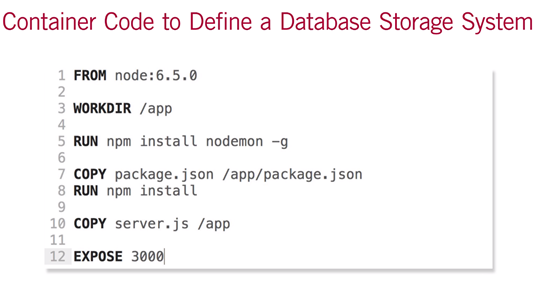 Container Code to Define a Database Storage System
1 FROM node:6.5.0
2
3 WORKDIR /app
4
5 RUN npm install nodemon -g
6
7 COPY package.json /app/package.json
8 RUN npm install
9
10 COPY server.js /app
11
12 EXPOSE 3000